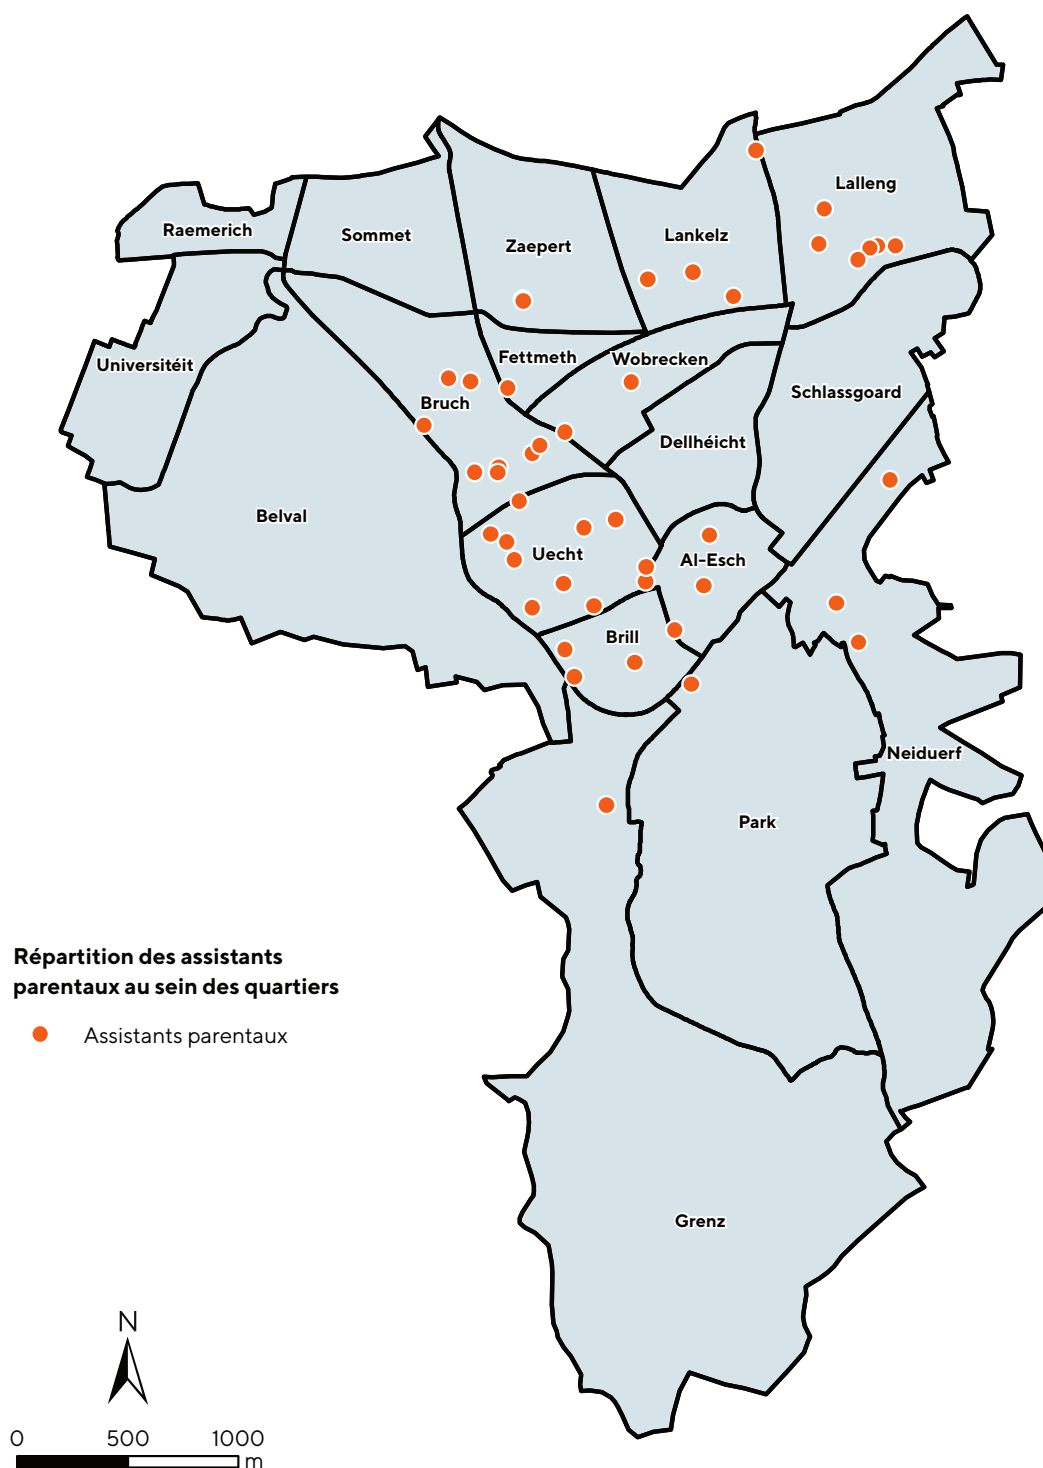 Lalleng
Raemerich
Sommet
Lankelz
Zaepert
Fettmeth
Wobrecken
Universitéit
Schlassgoard
Bruch
Dellhéicht
Belval
Uecht
Al-Esch
Brill
Neiduerf
Park
Répartition des assistants
parentaux au sein des quartiers
Assistants parentaux
Grenz
N
0 500 1000
m